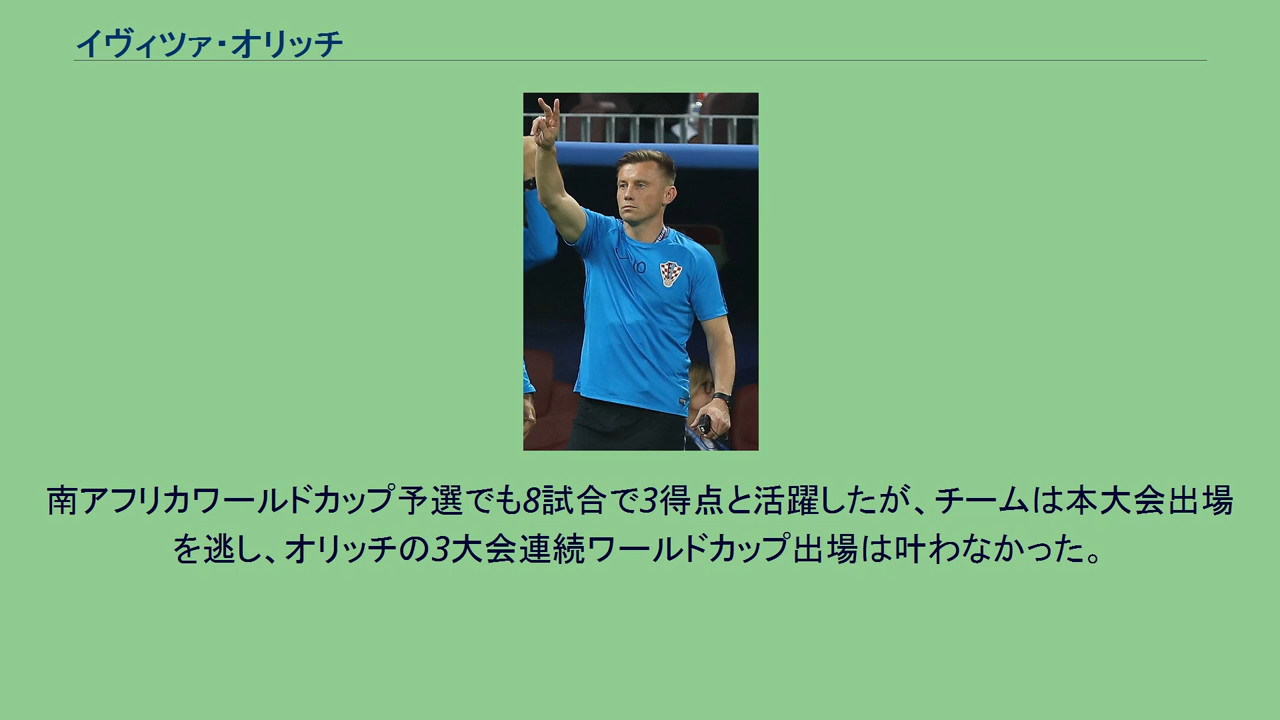 イヴィツァ・オリッチ
南アフリカワールドカップ予選でも8試合で3得点と活躍したが、チームは本大会出場
を逃し、オリッチの3大会連続ワールドカップ出場は叶わなかった。